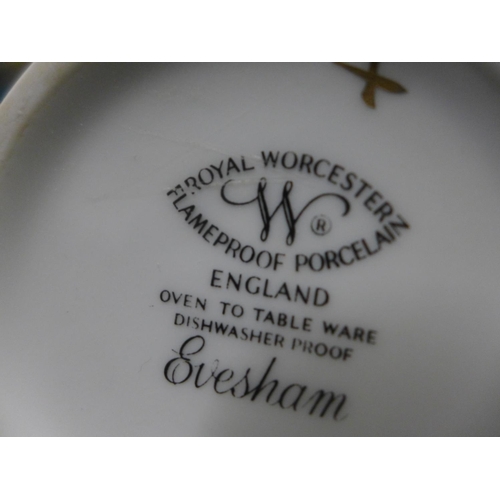 ROYAL WORCESTER
W ®
FLAMEPROOF PORCELAIN
ENGLAND
OVEN TO TABLE WARE
DISHWASHER PROOF
Evesham